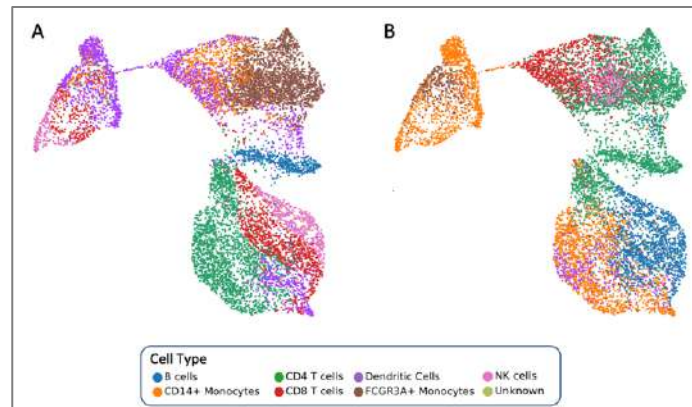 A B
Cell Type
B cells CD4 T cells Dendritic Cells NK cells
CD14+ Monocytes CD8 T cells FCGR3A+ Monocytes Unknown